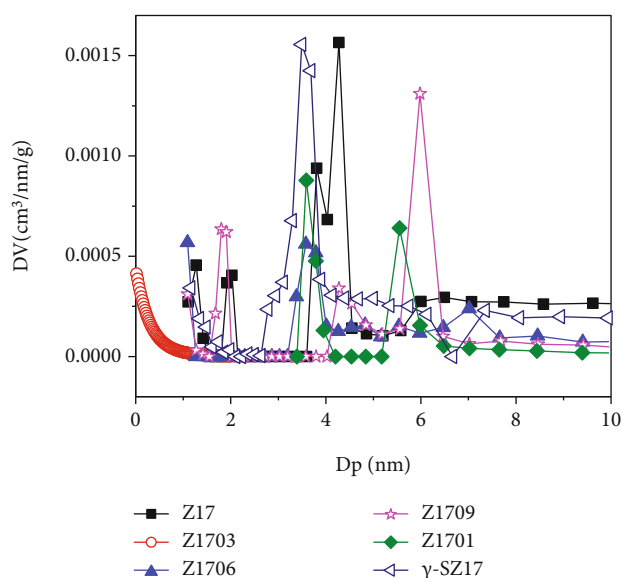 0.0015
0.0010
0.0005
0.0000
DV(cm³/nm/g)
0 2 4 6 8 10
Dp (nm)
Z17 Z1709
Z1703 Z1701
Z1706 γ-SZ17